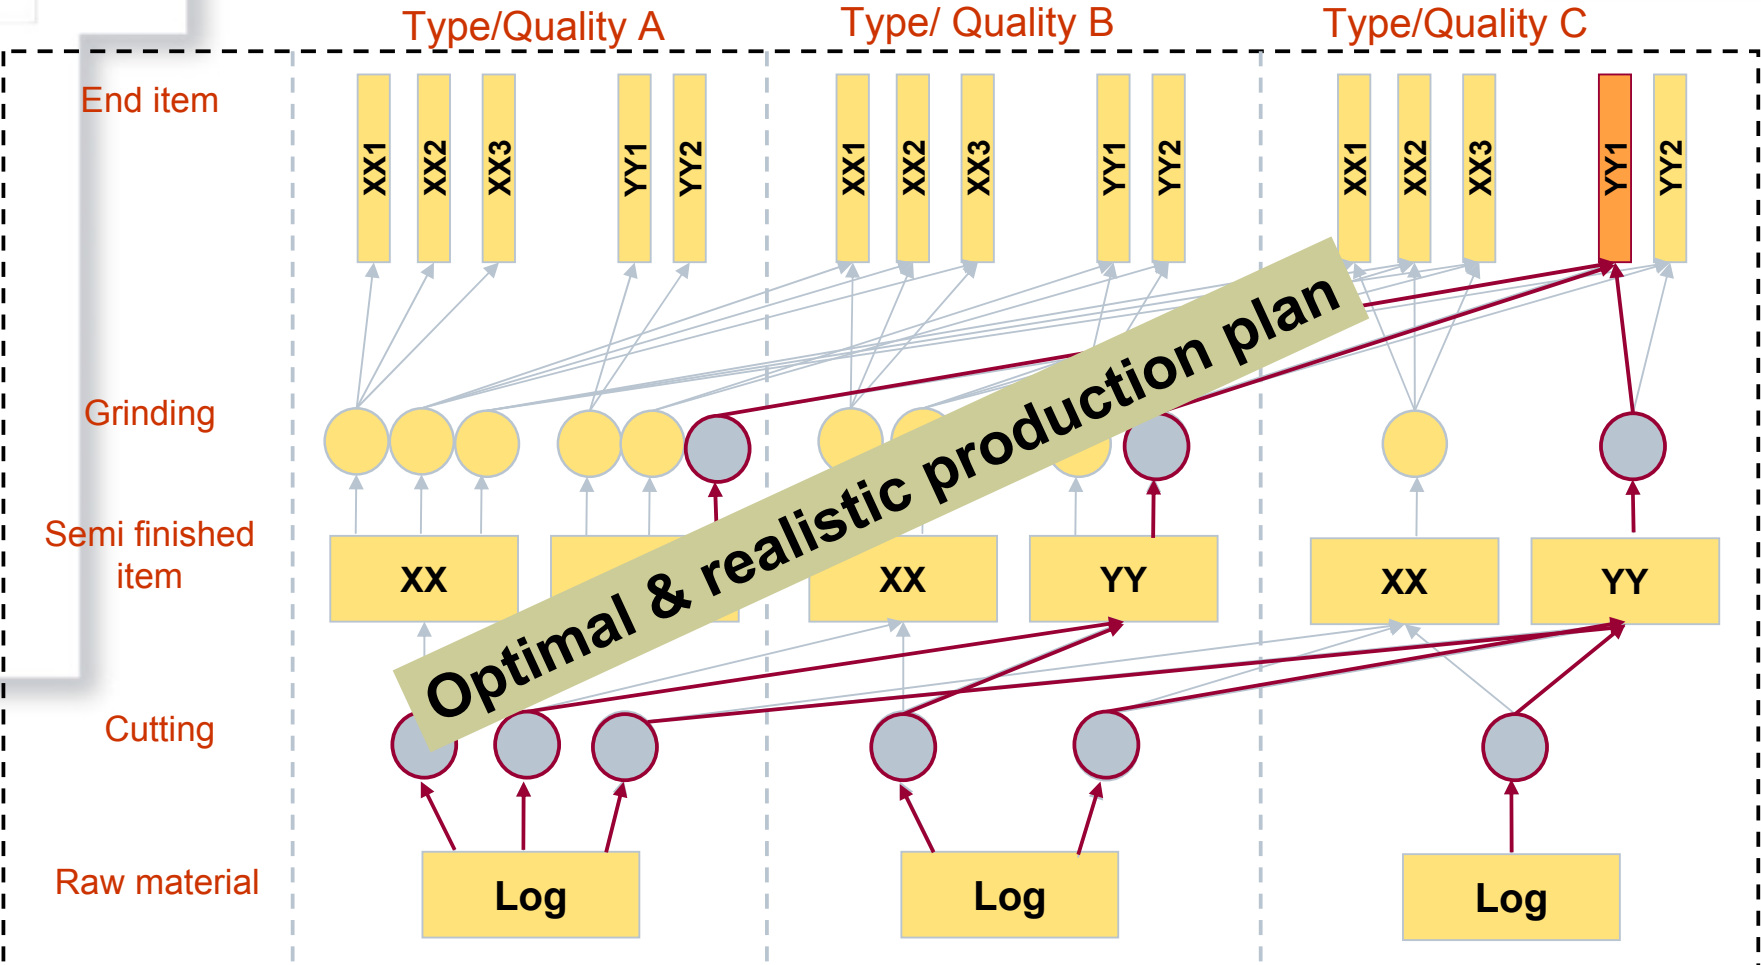 Type/Quality A
Type/ Quality B
Type/Quality C
End item
XX1
XX2
XX3
YY1
YY2
XX1
XX2
XX3
YY1
YY2
XX1
XX2
XX3
YY1
YY2
Grinding
Optimal & realistic production plan
Semi finished
item
XX
XX
YY
XX
YY
Cutting
Raw material
Log
Log
Log